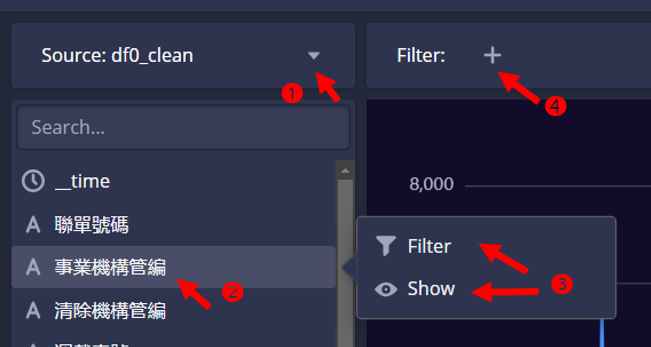 Source: df0_clean
Filter:
1
4
Search...
__time
8,000
A 聯單號碼
Filter
A 事業機構管編
2
Show
3
A 清除機構管編